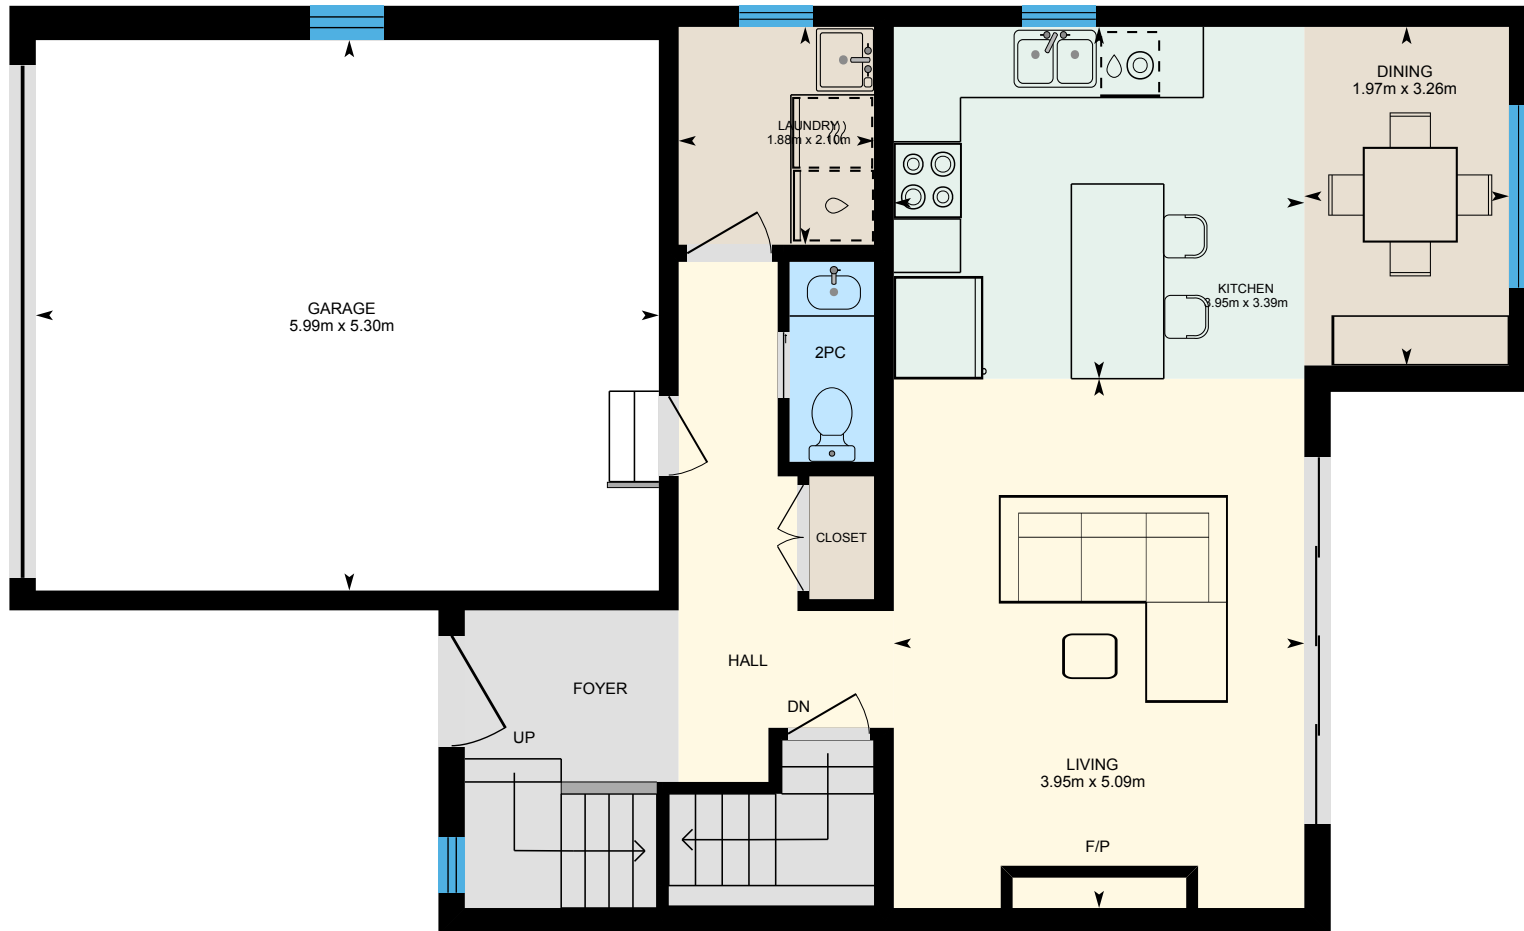 DINING
1.97m x 3.26m
LAUNDRY
1.88m x 2.10m
KITCHEN
3.95m x 3.39m
GARAGE
5.99m x 5.30m
2PC
CLOSET
HALL
FOYER
DN
UP
LIVING
3.95m x 5.09m
F/P